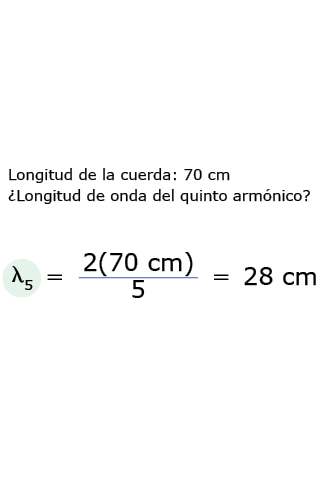 Longitud de la cuerda: 70 cm
¿Longitud de onda del quinto armónico?
λ₅ = 2(70 cm) / 5 = 28 cm